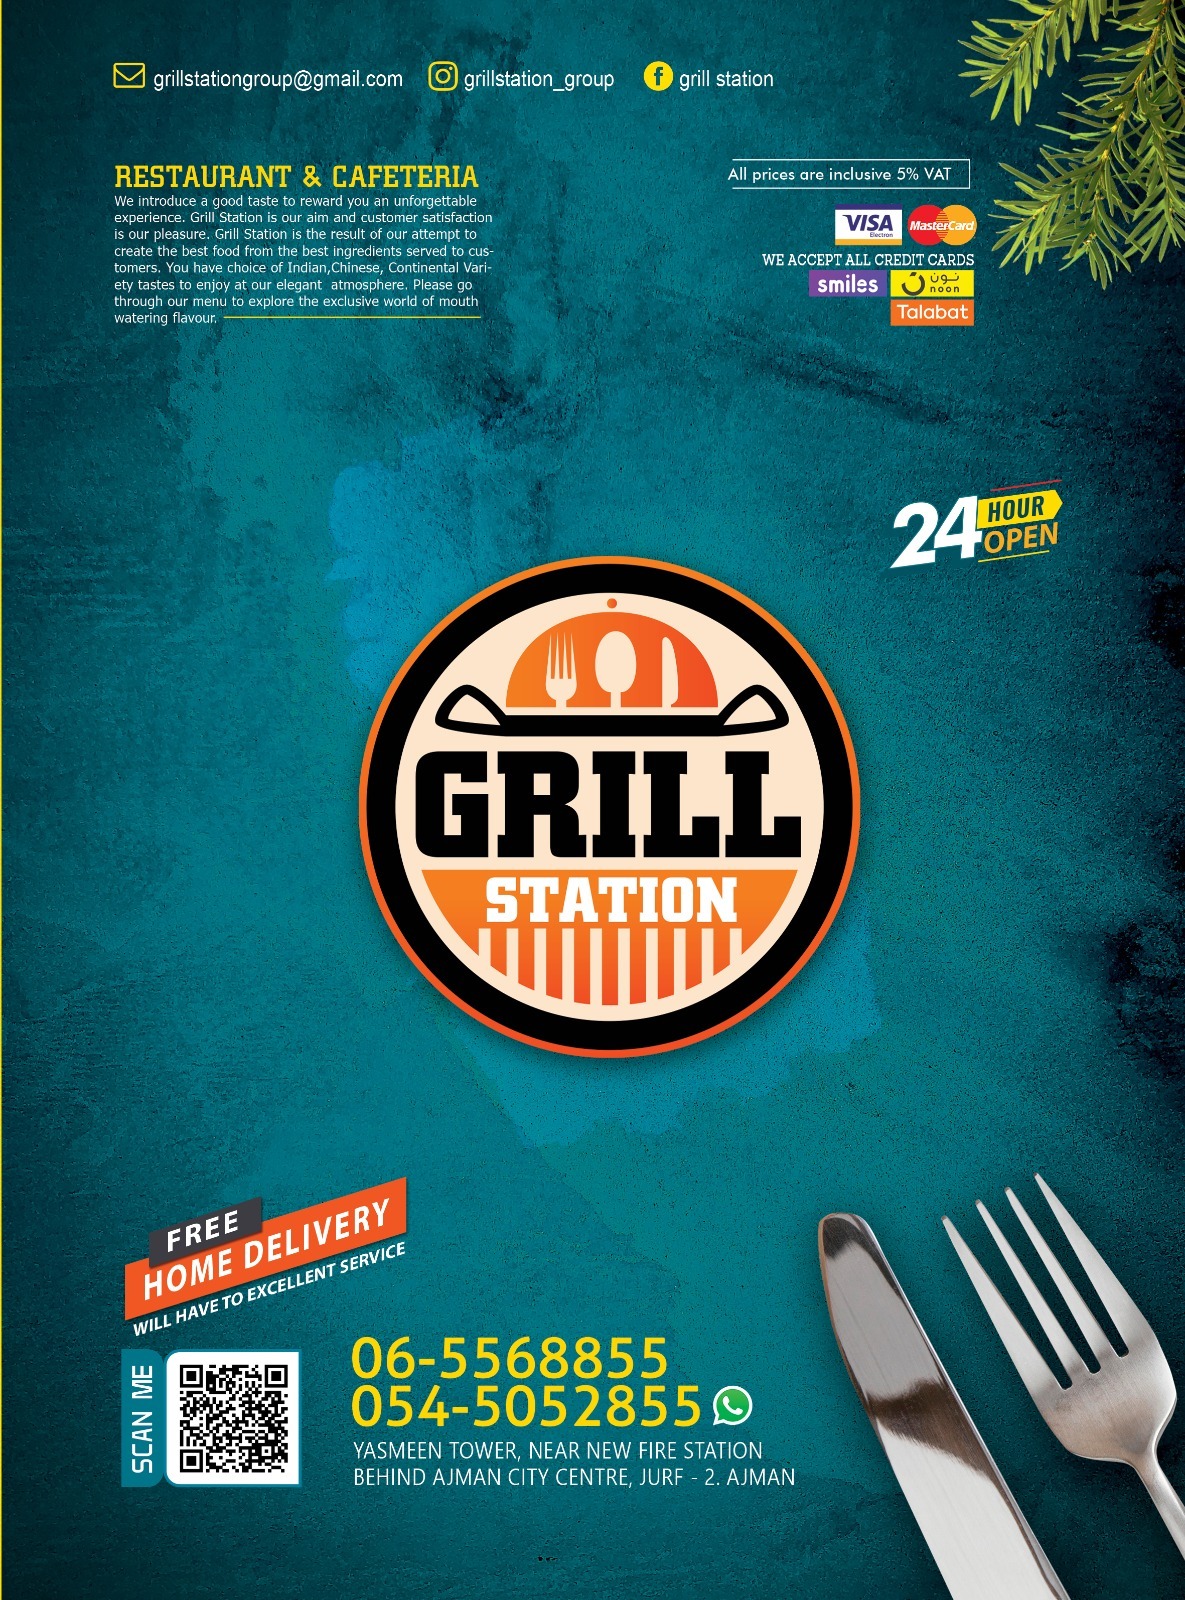 grillstationgroup@gmail.com grillstation_group grill station
RESTAURANT & CAFETERIA
We introduce a good taste to reward you an unforgettable
experience. Grill Station is our aim and customer satisfaction
is our pleasure. Grill Station is the result of our attempt to
create the best food from the best ingredients served to cus-
tomers. You have choice of Indian,Chinese, Continental Vari-
ety tastes to enjoy at our elegant atmosphere. Please go
through our menu to explore the exclusive world of mouth
watering flavour.
All prices are inclusive 5% VAT
VISA MasterCard
Electron
WE ACCEPT ALL CREDIT CARDS
smiles نون
noon
Talabat
24 HOUR
OPEN
GRILL
STATION
FREE
HOME DELIVERY
WILL HAVE TO EXCELLENT SERVICE
SCAN ME
06-5568855
054-5052855
YASMEEN TOWER, NEAR NEW FIRE STATION
BEHIND AJMAN CITY CENTRE, JURF - 2. AJMAN